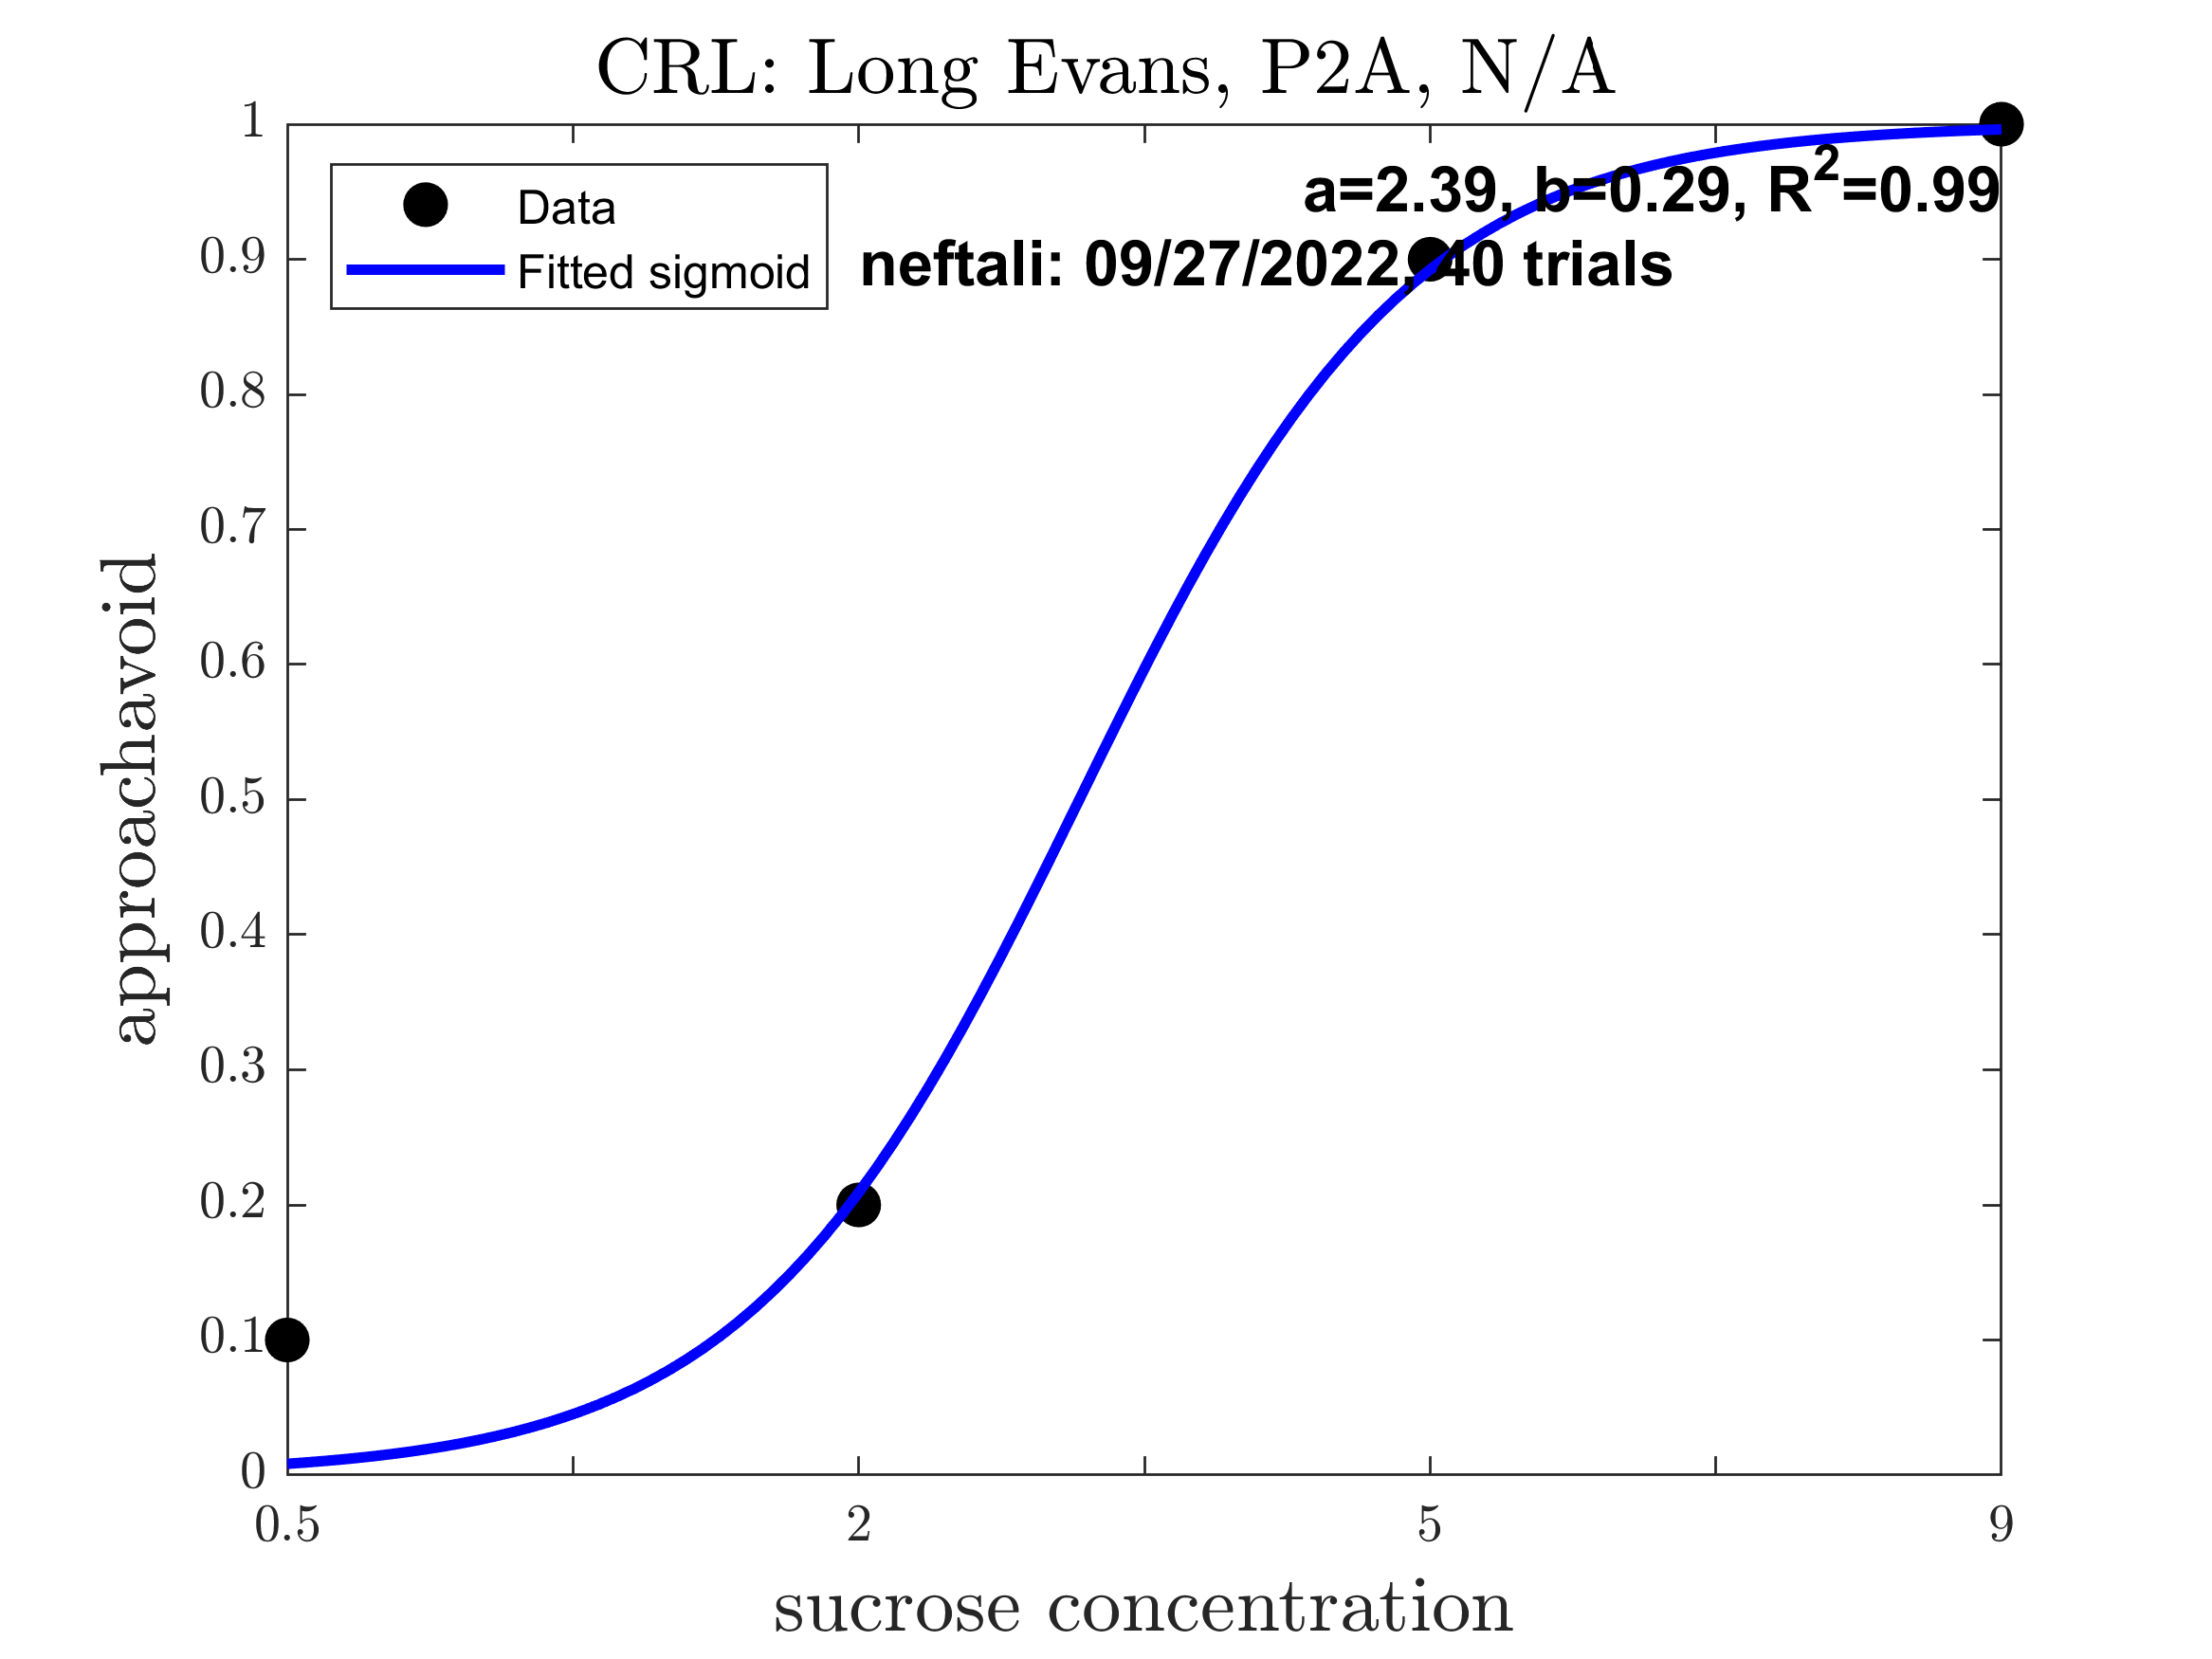 CRL: Long Evans, P2A, N/A
Data
Fitted sigmoid
a=2.39, b=0.29, R²=0.99
neftali: 09/27/2022, 40 trials
1
0.9
0.8
0.7
0.6
0.5
0.4
0.3
0.2
0.1
0
approachavoid
0.5 2 5 9
sucrose concentration